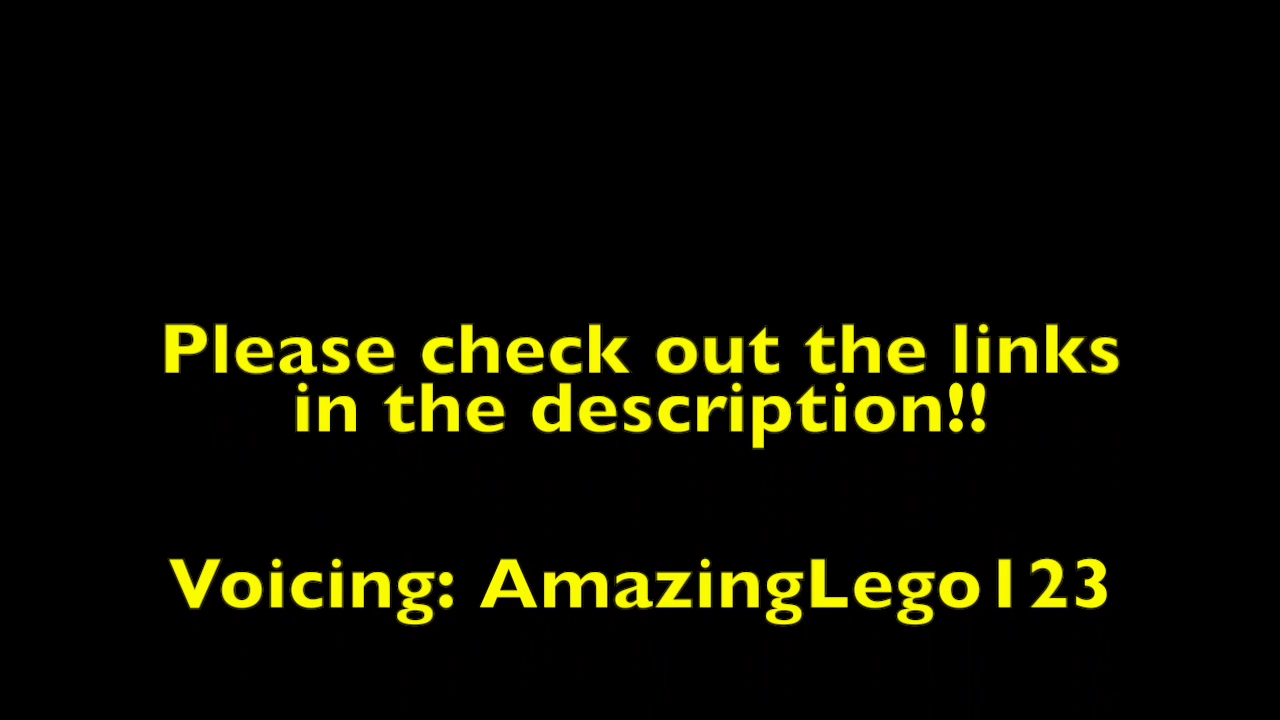 Please check out the links
in the description!!
Voicing: AmazingLego123